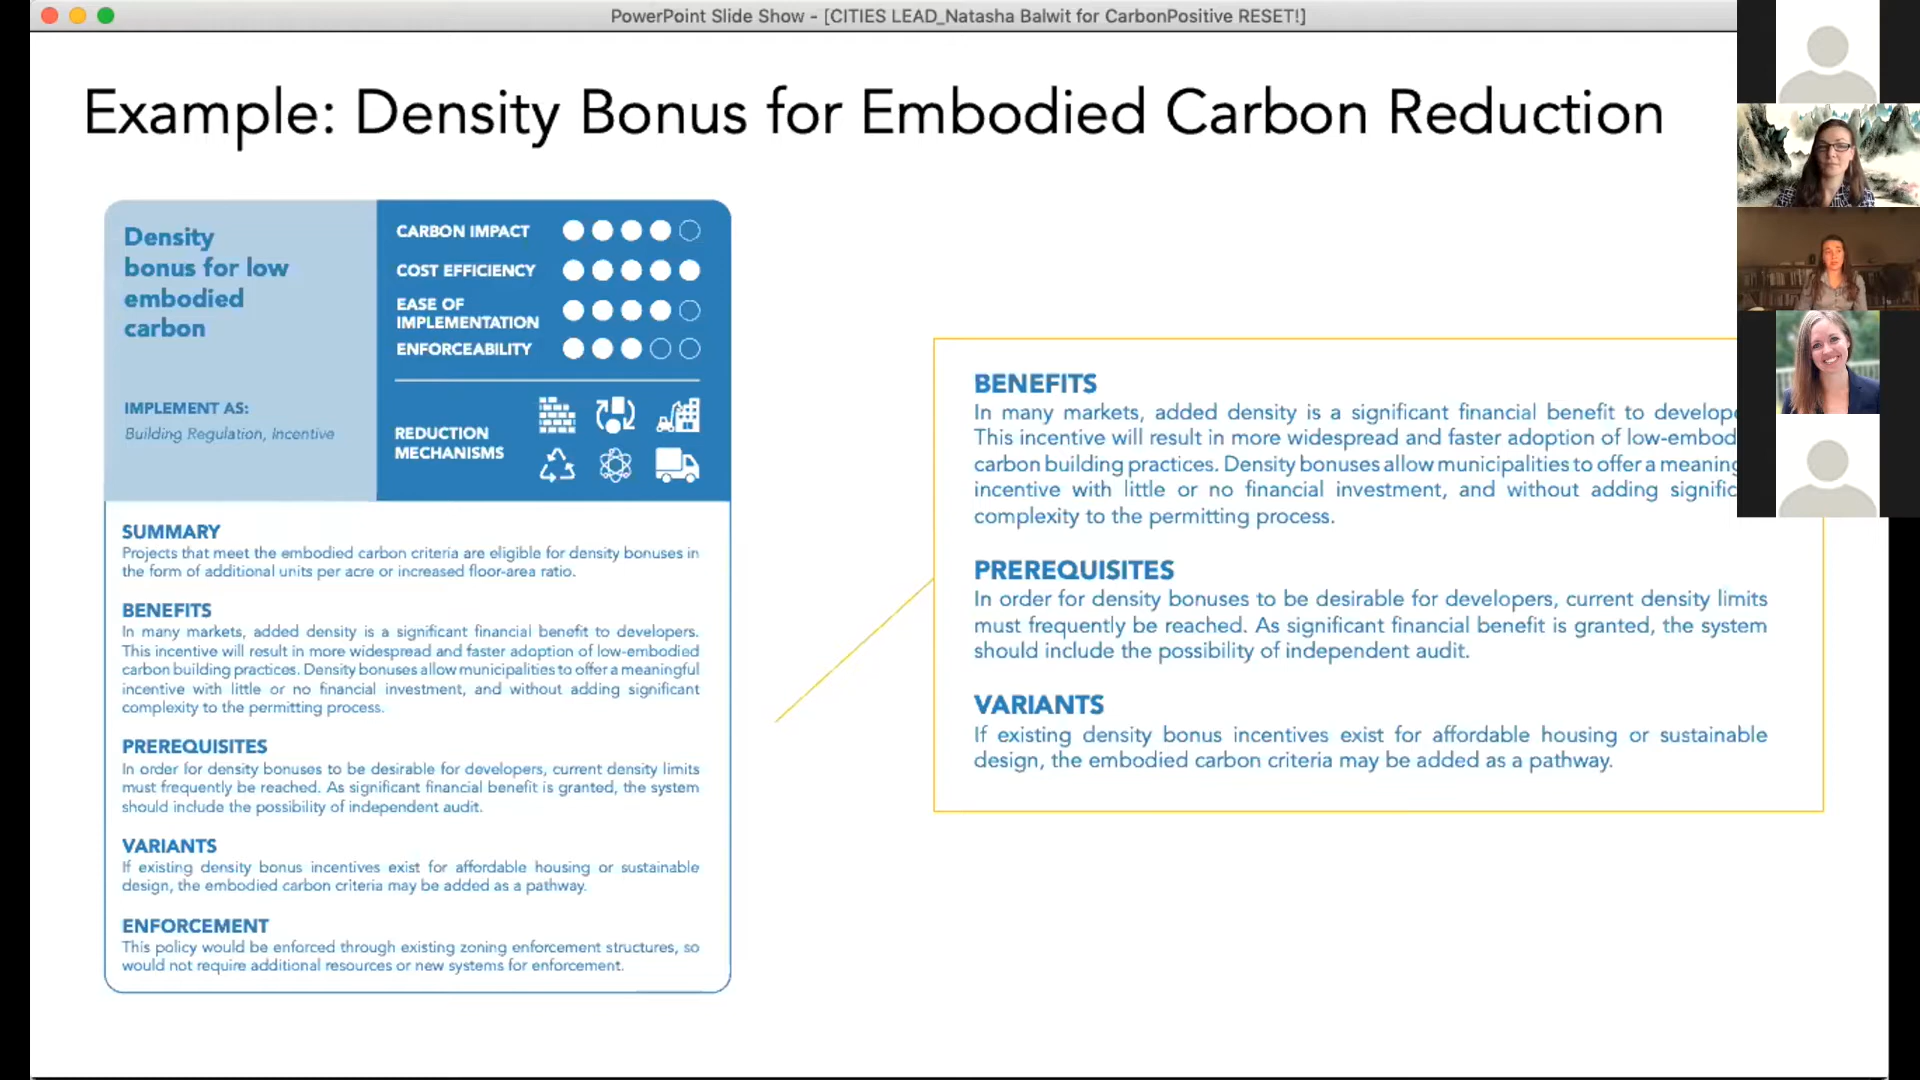 PowerPoint Slide Show - [CITIES LEAD_Natasha Balwit for CarbonPositive RESET!]
Example: Density Bonus for Embodied Carbon Reduction
Density
bonus for low
embodied
carbon
IMPLEMENT AS:
Building Regulation, Incentive
CARBON IMPACT
COST EFFICIENCY
EASE OF
IMPLEMENTATION
ENFORCEABILITY
REDUCTION
MECHANISMS
SUMMARY
Projects that meet the embodied carbon criteria are eligible for density bonuses in
the form of additional units per acre or increased floor-area ratio.
BENEFITS
In many markets, added density is a significant financial benefit to developers.
This incentive will result in more widespread and faster adoption of low-embodied
carbon building practices. Density bonuses allow municipalities to offer a meaningful
incentive with little or no financial investment, and without adding significant
complexity to the permitting process.
PREREQUISITES
In order for density bonuses to be desirable for developers, current density limits
must frequently be reached. As significant financial benefit is granted, the system
should include the possibility of independent audit.
VARIANTS
If existing density bonus incentives exist for affordable housing or sustainable
design, the embodied carbon criteria may be added as a pathway.
ENFORCEMENT
This policy would be enforced through existing zoning enforcement structures, so
would not require additional resources or new systems for enforcement.
BENEFITS
In many markets, added density is a significant financial benefit to develope
This incentive will result in more widespread and faster adoption of low-embod
carbon building practices. Density bonuses allow municipalities to offer a meaning
incentive with little or no financial investment, and without adding signific
complexity to the permitting process.
PREREQUISITES
In order for density bonuses to be desirable for developers, current density limits
must frequently be reached. As significant financial benefit is granted, the system
should include the possibility of independent audit.
VARIANTS
If existing density bonus incentives exist for affordable housing or sustainable
design, the embodied carbon criteria may be added as a pathway.